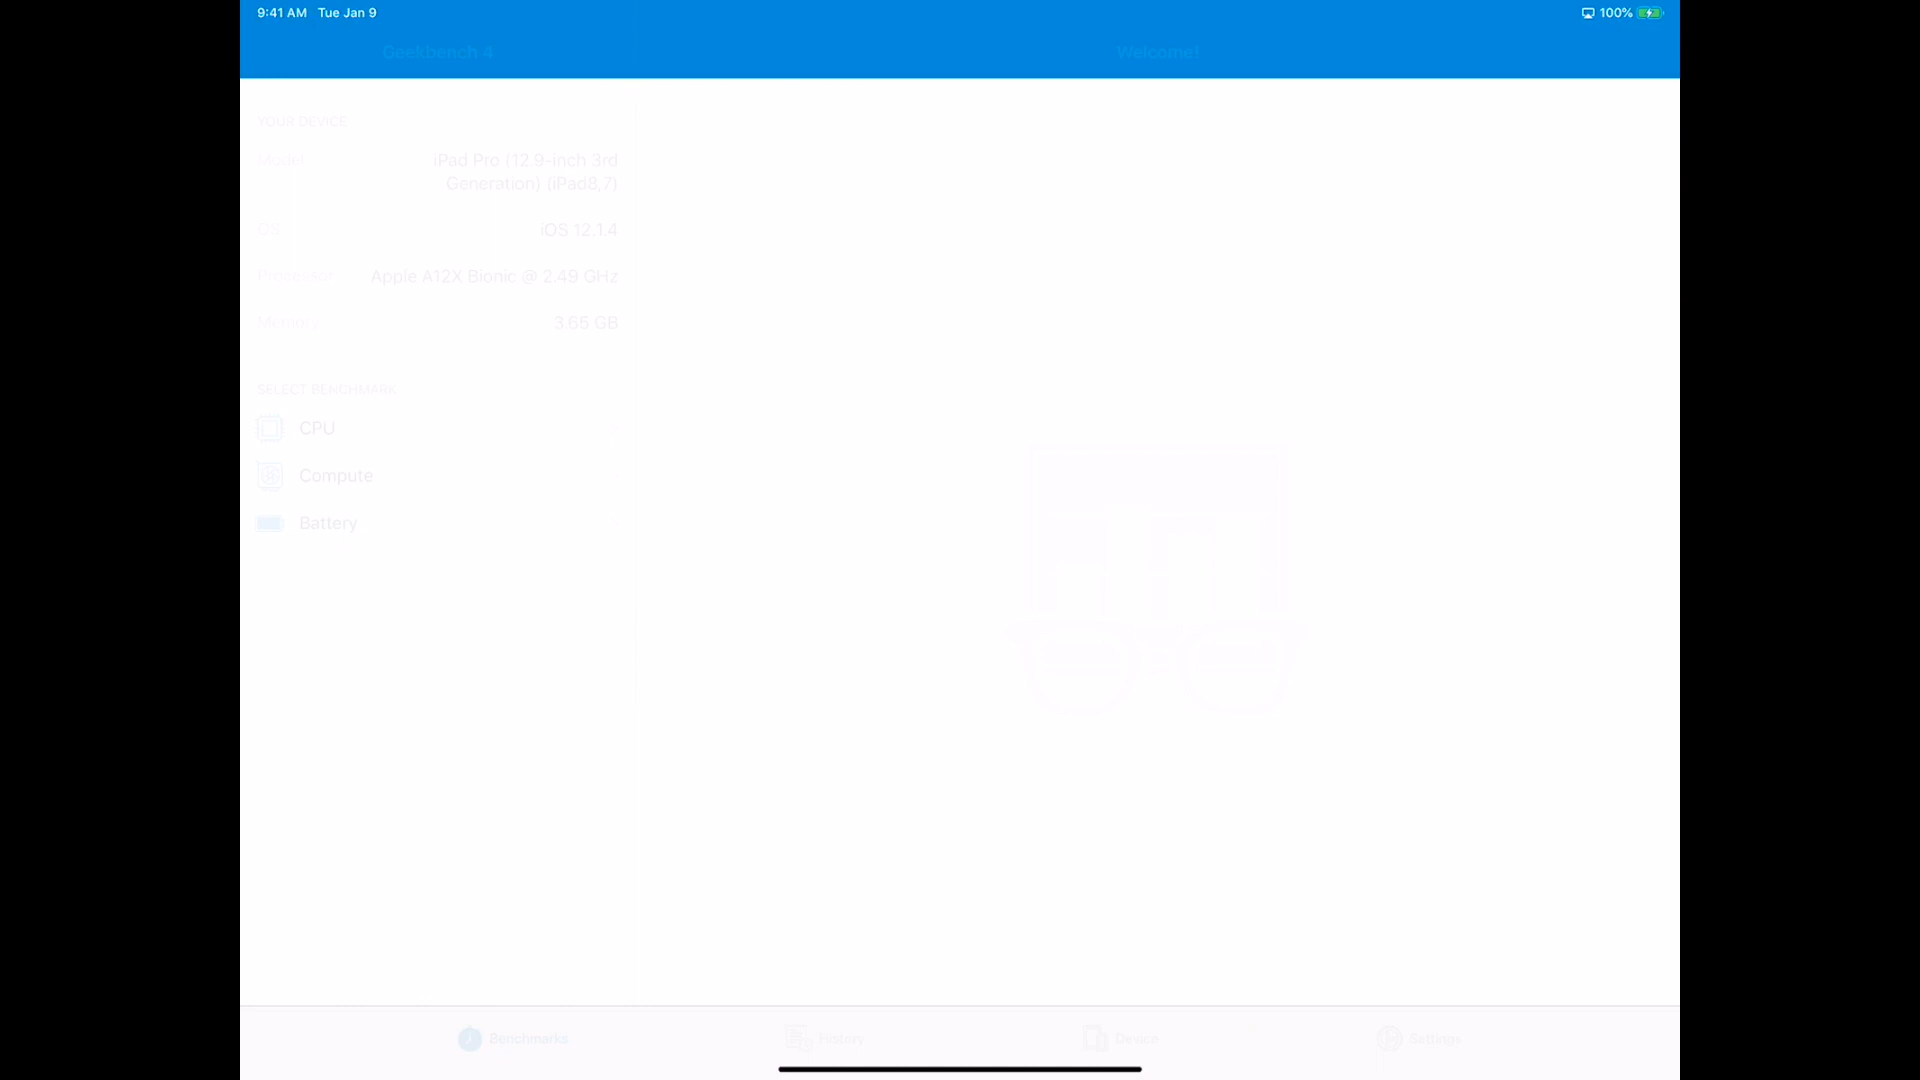 9:41 AM Tue Jan 9
100%
Geekbench 4
Welcome!
YOUR DEVICE
Model
iPad Pro (12.9-inch 3rd
Generation) (iPad8,7)
OS
iOS 12.1.4
Processor
Apple A12X Bionic @ 2.49 GHz
Memory
3.65 GB
SELECT BENCHMARK
CPU
Compute
Battery
Benchmarks
History
Device
Settings